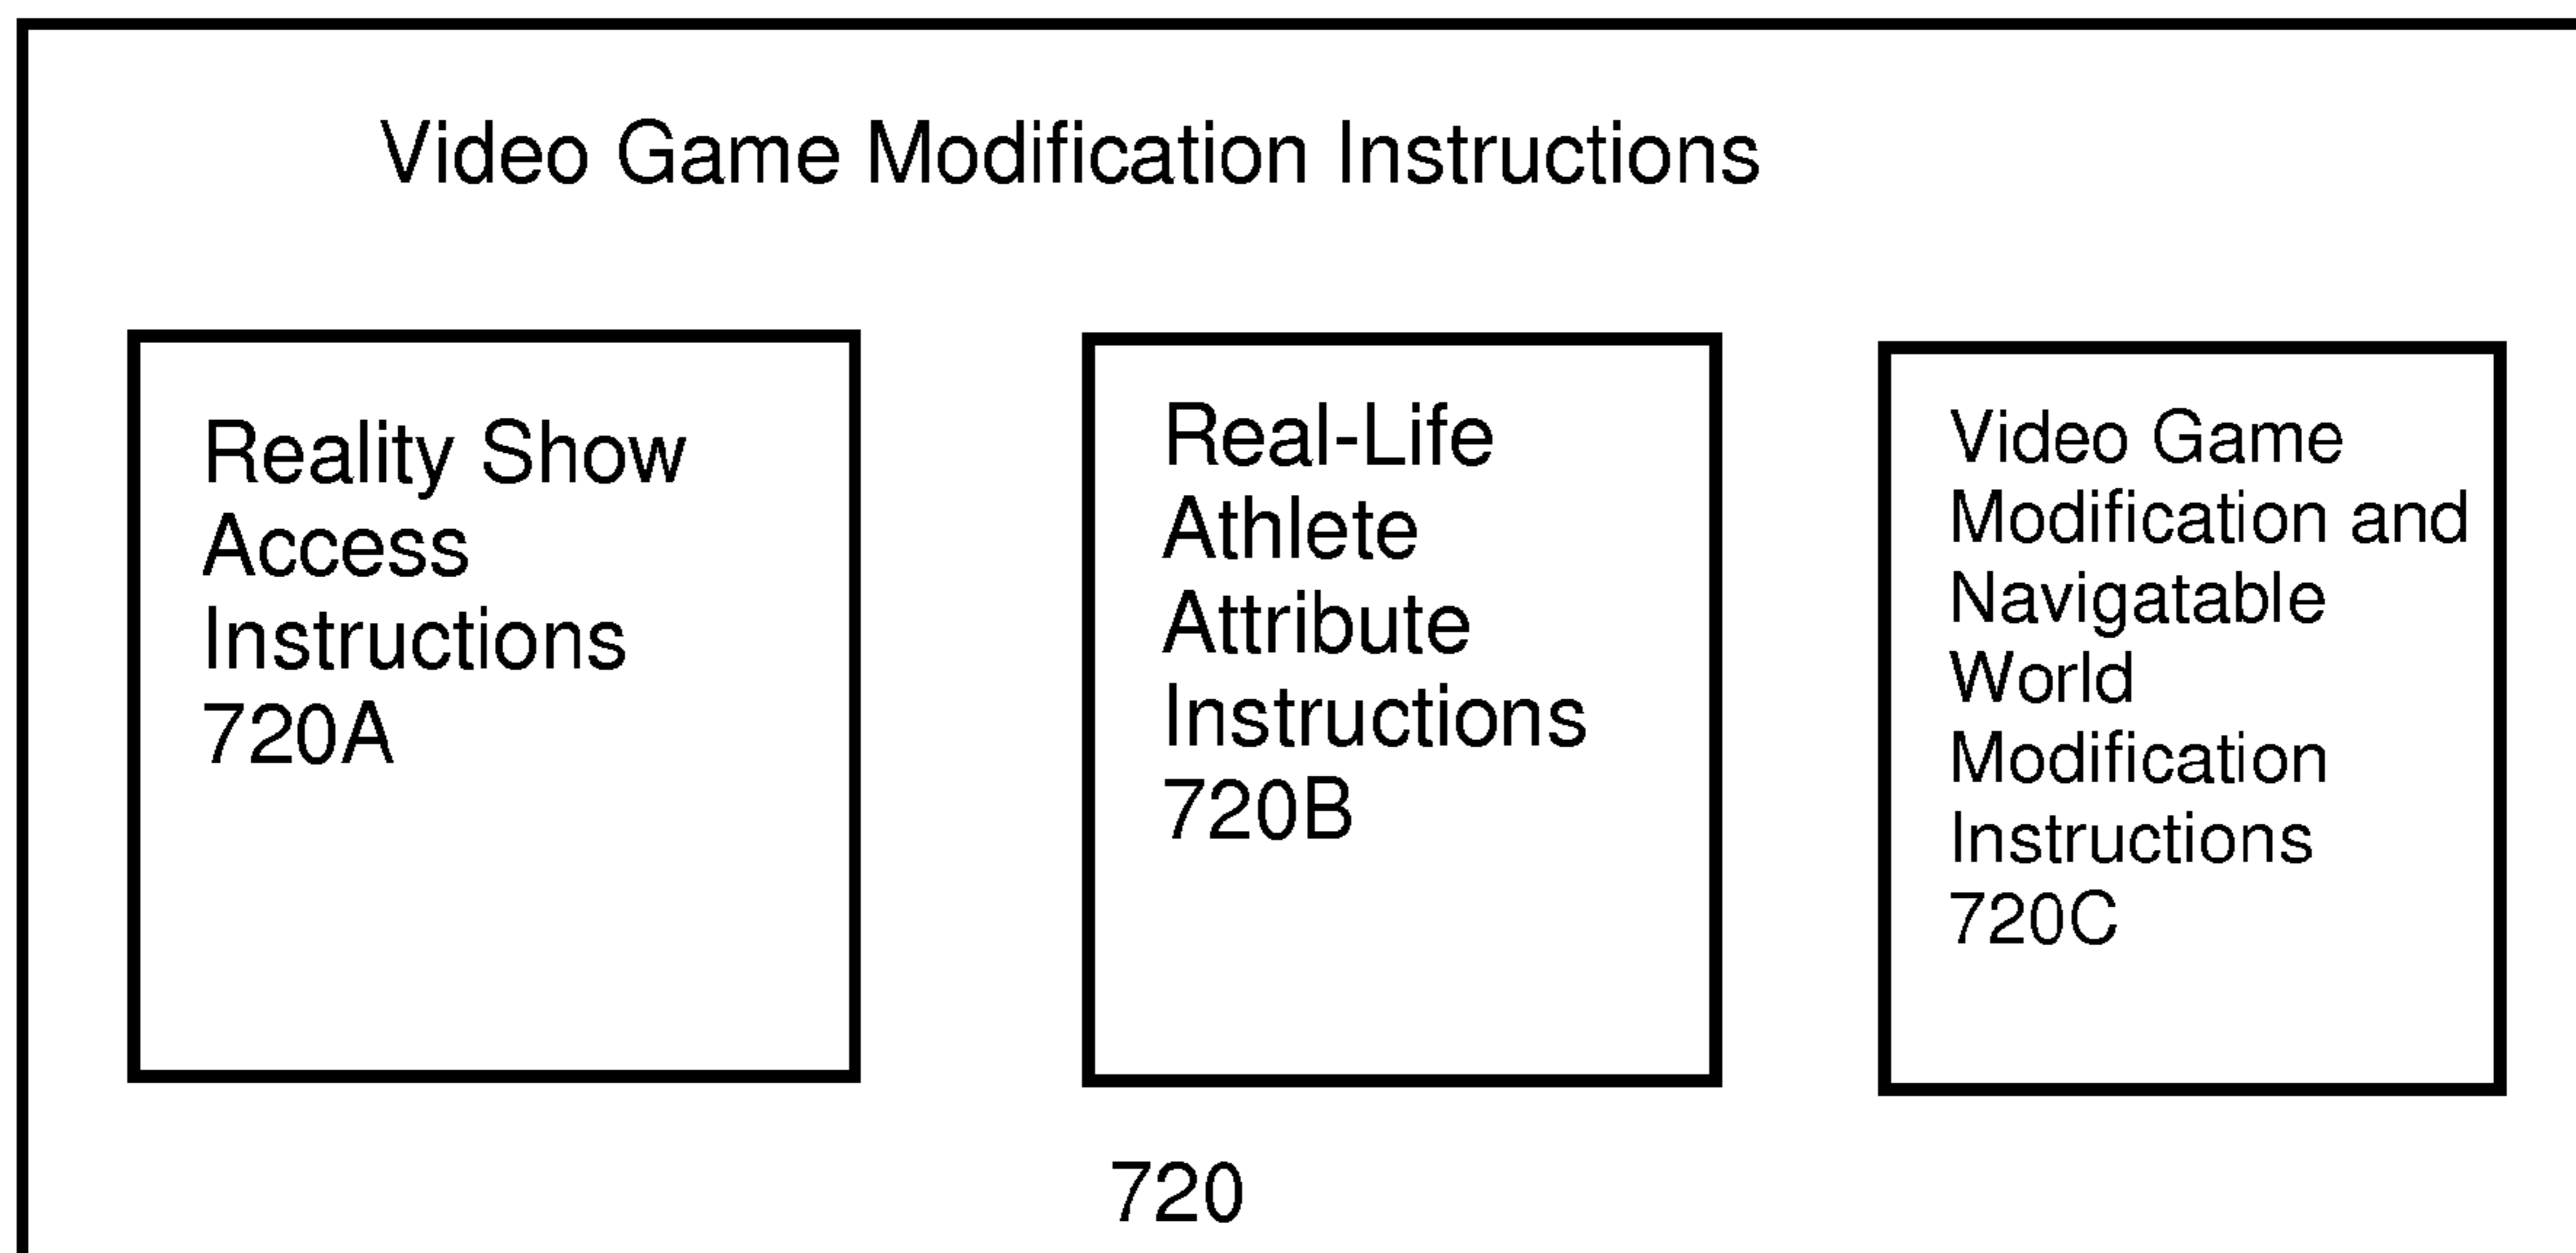 Video Game Modification Instructions
Reality Show
Access
Instructions
720A
Real-Life
Athlete
Attribute
Instructions
720B
Video Game
Modification and
Navigatable
World
Modification
Instructions
720C
720